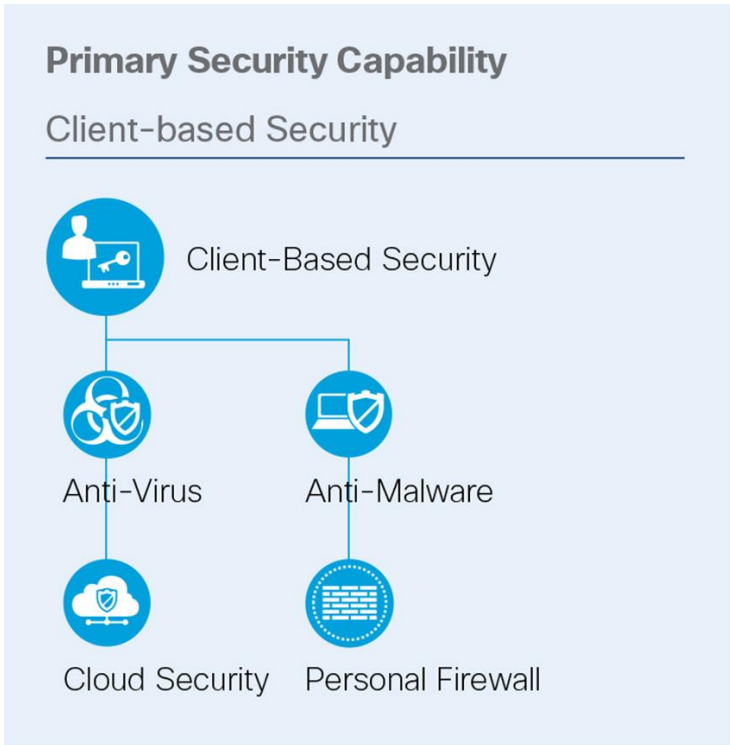 Primary Security Capability
Client-based Security
Client-Based Security
Anti-Virus
Anti-Malware
Cloud Security
Personal Firewall